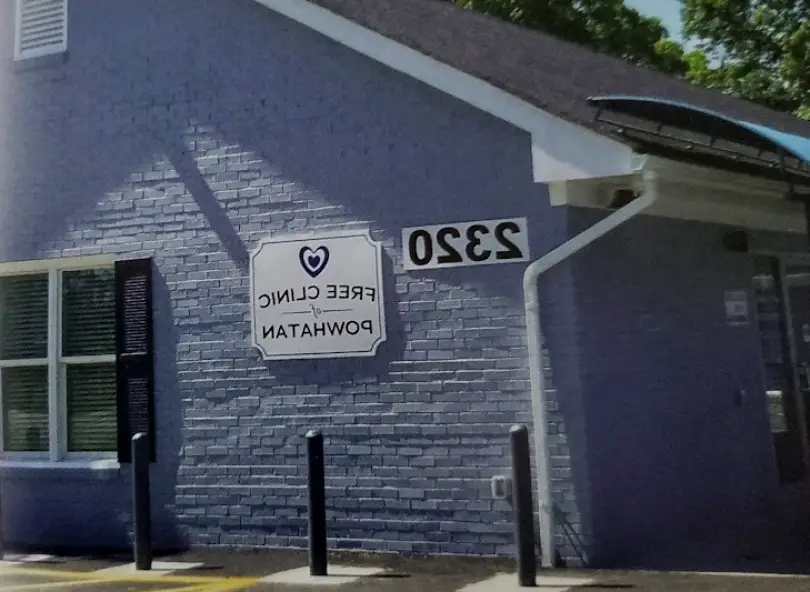 FREE CLINIC
of
POWHATAN
2320